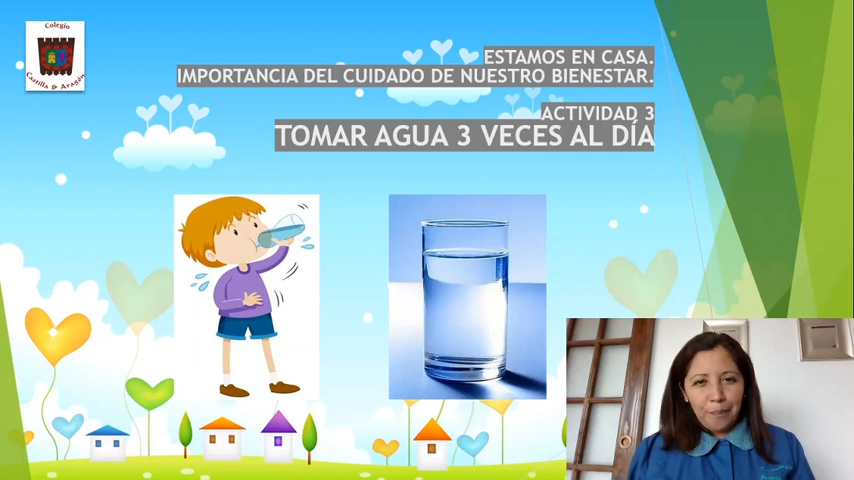 Colegio
Castilla & Aragón
ESTAMOS EN CASA.
IMPORTANCIA DEL CUIDADO DE NUESTRO BIENESTAR.
ACTIVIDAD 3
TOMAR AGUA 3 VECES AL DÍA